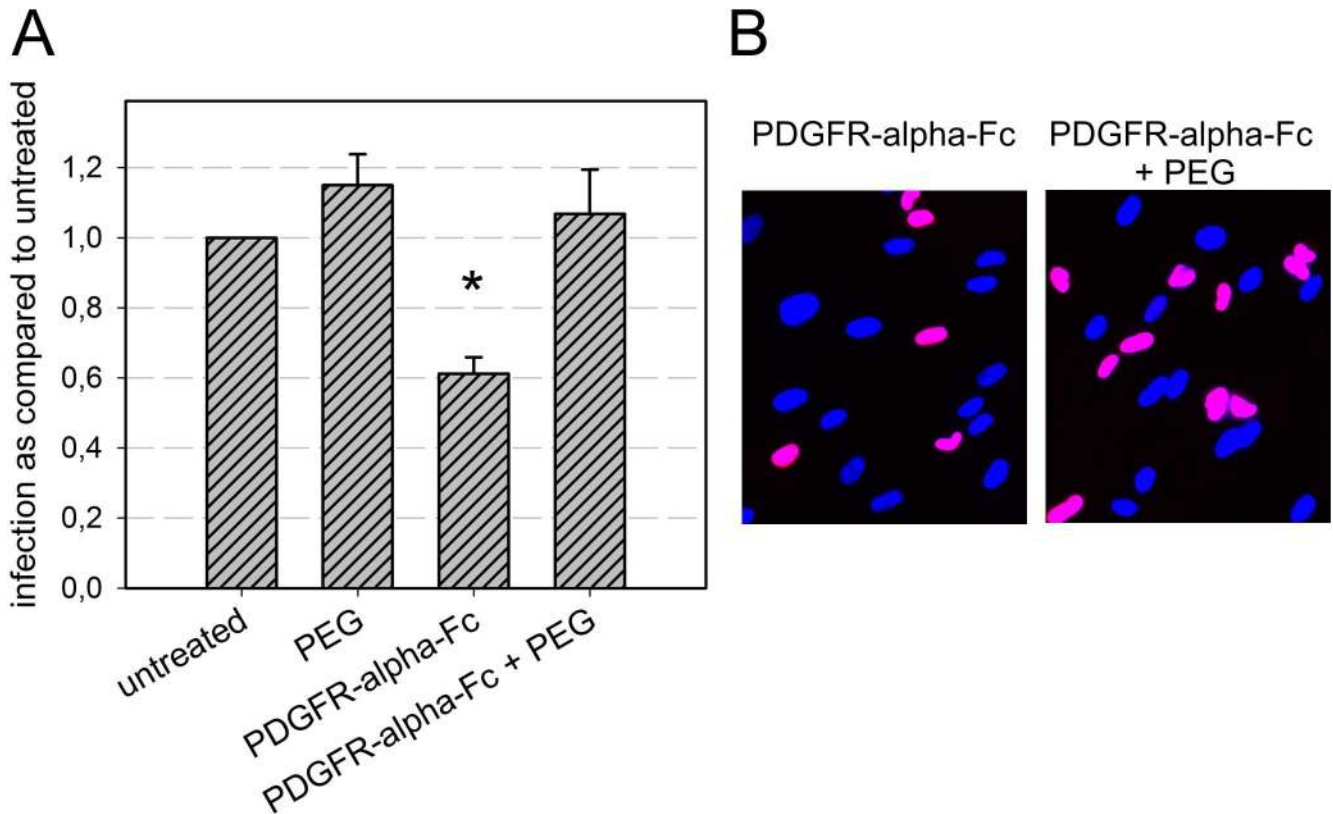 A
infection as compared to untreated
1,2
1,0
0,8
0,6
0,4
0,2
0,0
*
untreated
PEG
PDGFR-alpha-Fc
PDGFR-alpha-Fc + PEG
B
PDGFR-alpha-Fc
PDGFR-alpha-Fc
+ PEG